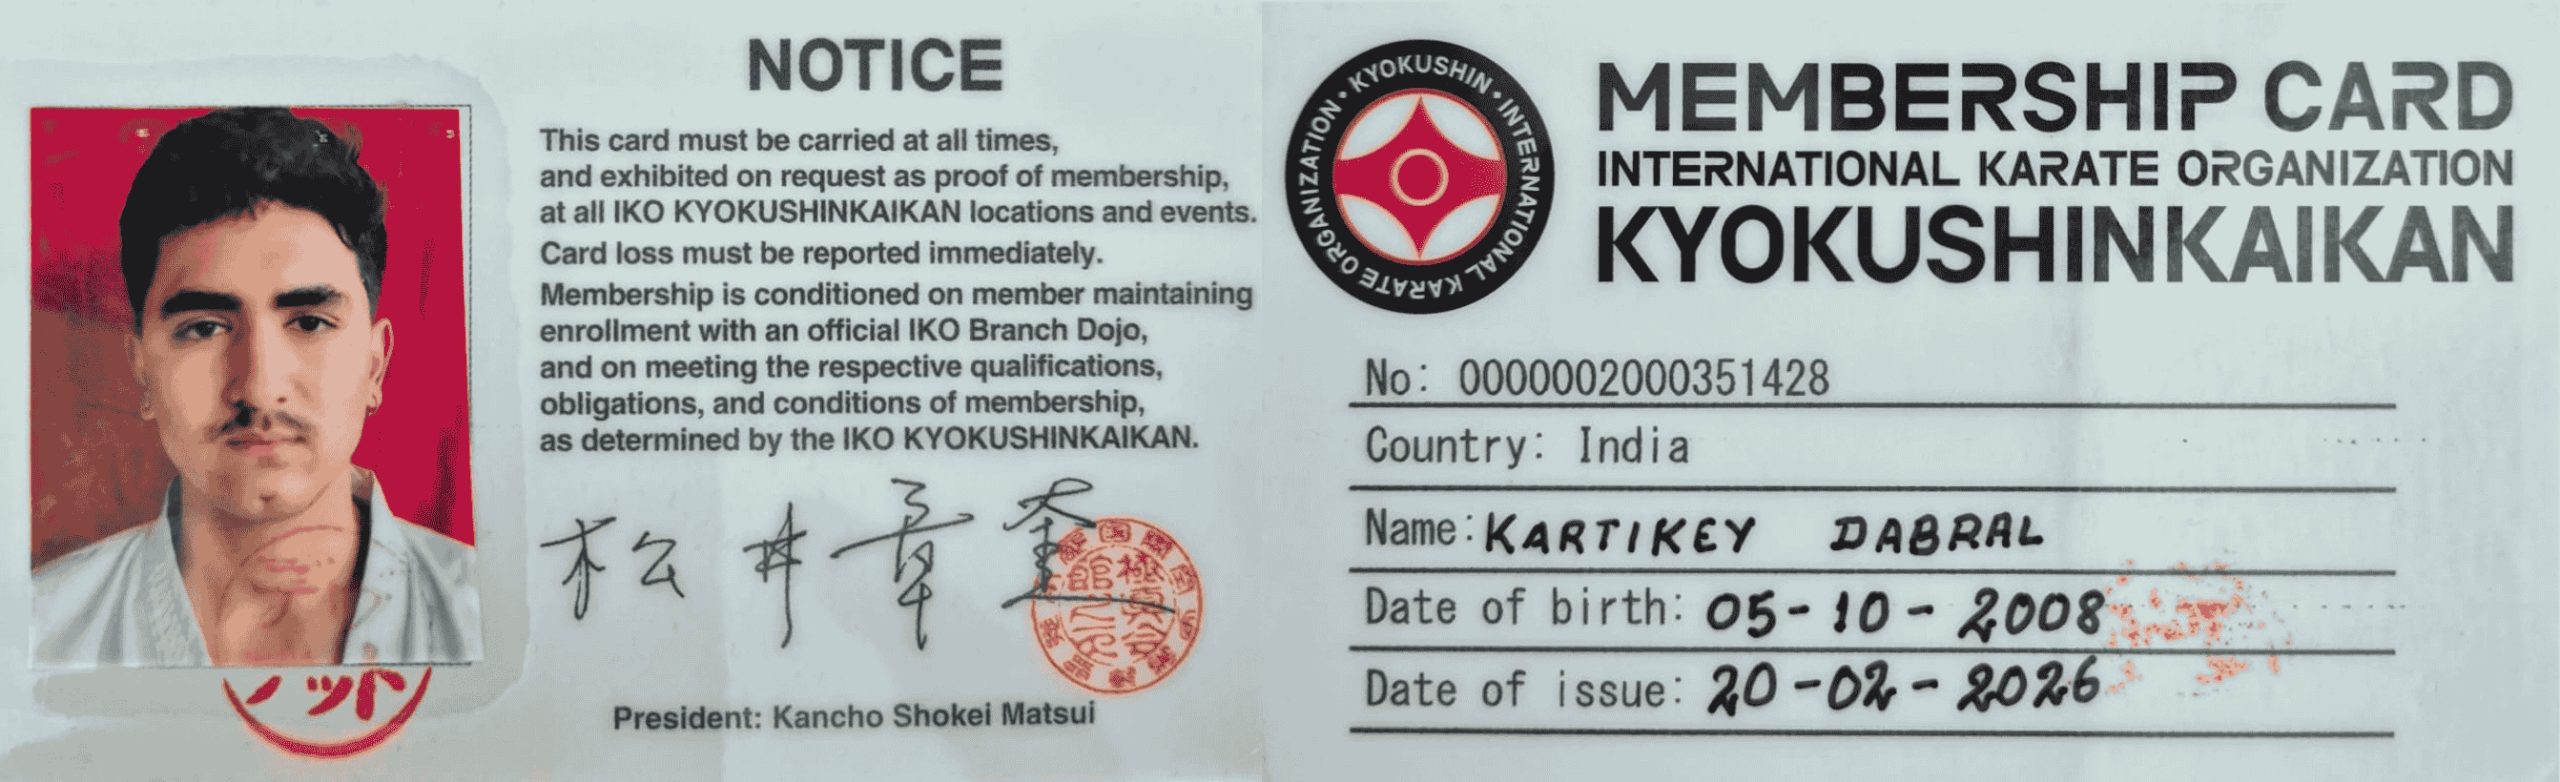 NOTICE
This card must be carried at all times,
and exhibited on request as proof of membership,
at all IKO KYOKUSHINKAIKAN locations and events.
Card loss must be reported immediately.
Membership is conditioned on member maintaining
enrollment with an official IKO Branch Dojo,
and on meeting the respective qualifications,
obligations, and conditions of membership,
as determined by the IKO KYOKUSHINKAIKAN.
松井章奎
President: Kancho Shokei Matsui
KYOKUSHIN • INTERNATIONAL KARATE ORGANIZATION •
MEMBERSHIP CARD
INTERNATIONAL KARATE ORGANIZATION
KYOKUSHINKAIKAN
No: 0000002000351428
Country: India
Name: KARTIKEY DABRAL
Date of birth: 05-10-2008
Date of issue: 20-02-2026